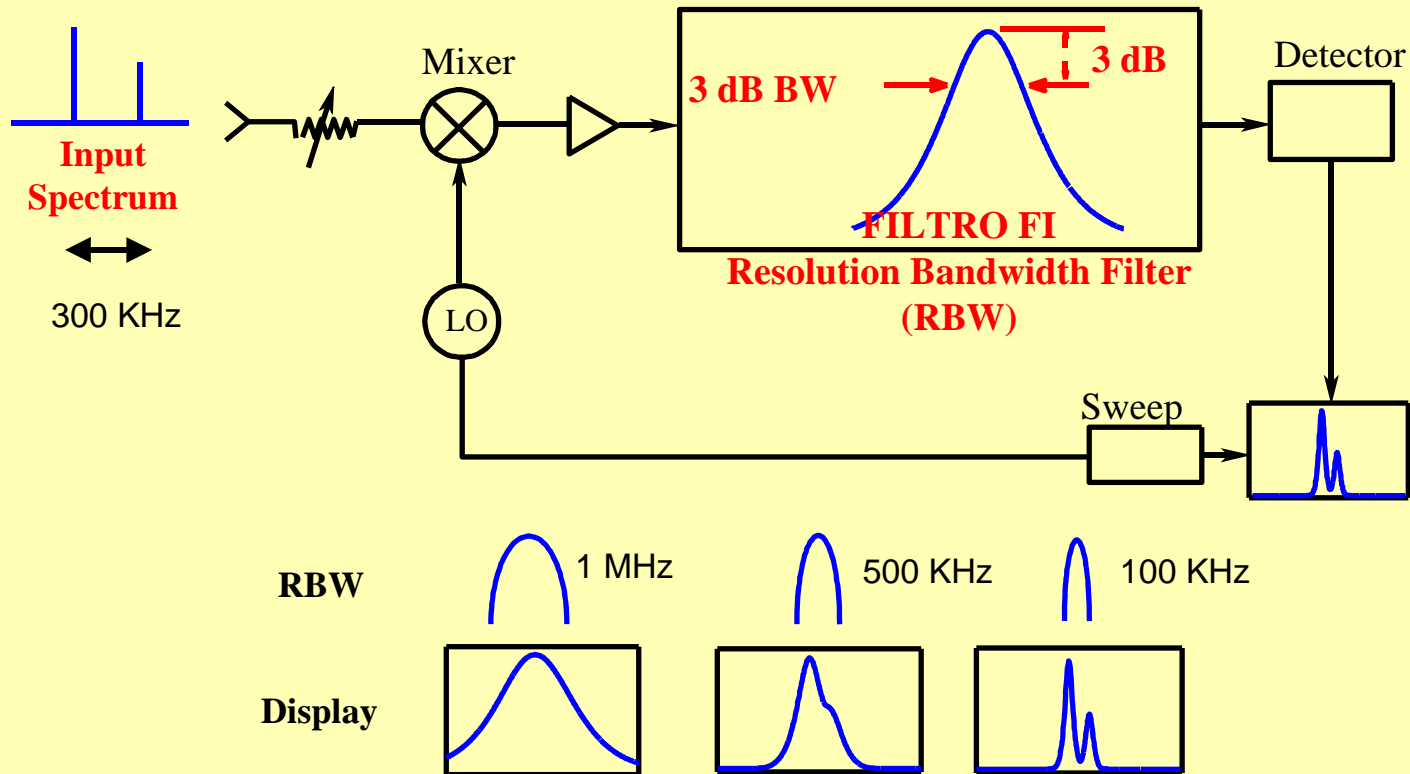 Mixer
3 dB
Detector
3 dB BW
Input
Spectrum
FILTRO FI
Resolution Bandwidth Filter
(RBW)
300 KHz
LO
Sweep
RBW
1 MHz
500 KHz
100 KHz
Display